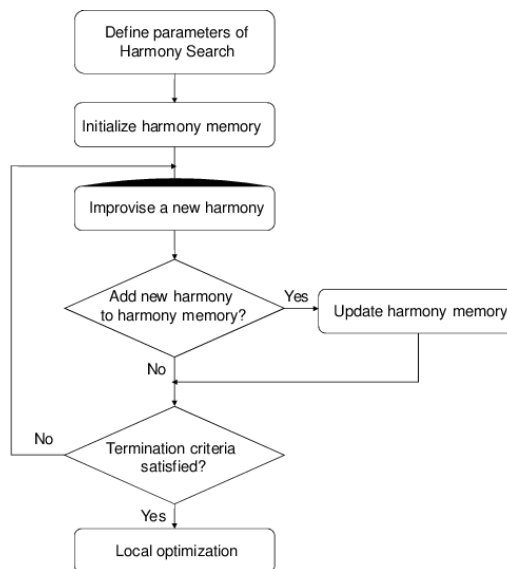 Define parameters of
Harmony Search
Initialize harmony memory
Improvise a new harmony
Add new harmony
to harmony memory?
Yes
Update harmony memory
No
No
Termination criteria
satisfied?
Yes
Local optimization